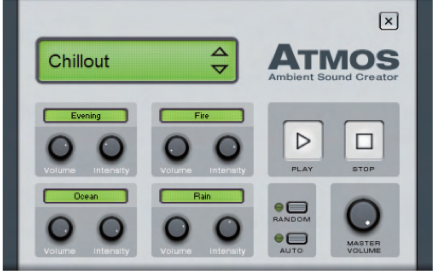 Chillout
ATMOS
Ambient Sound Creator
Evening
Fire
Volume Intensity
Volume Intensity
PLAY
STOP
Ocean
Rain
Volume Intensity
Volume Intensity
RANDOM
AUTO
MASTER
VOLUME